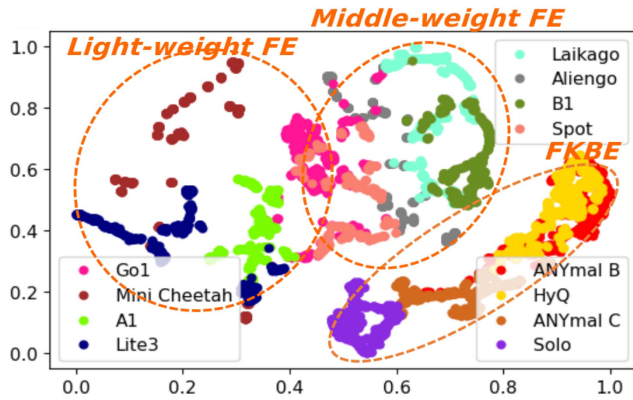 Middle-weight FE
Light-weight FE
1.0
0.8
0.6
0.4
0.2
0.0
Laikago
Aliengo
B1
Spot
FKBE
Go1
Mini Cheetah
A1
Lite3
ANYmal B
HyQ
ANYmal C
Solo
0.0 0.2 0.4 0.6 0.8 1.0